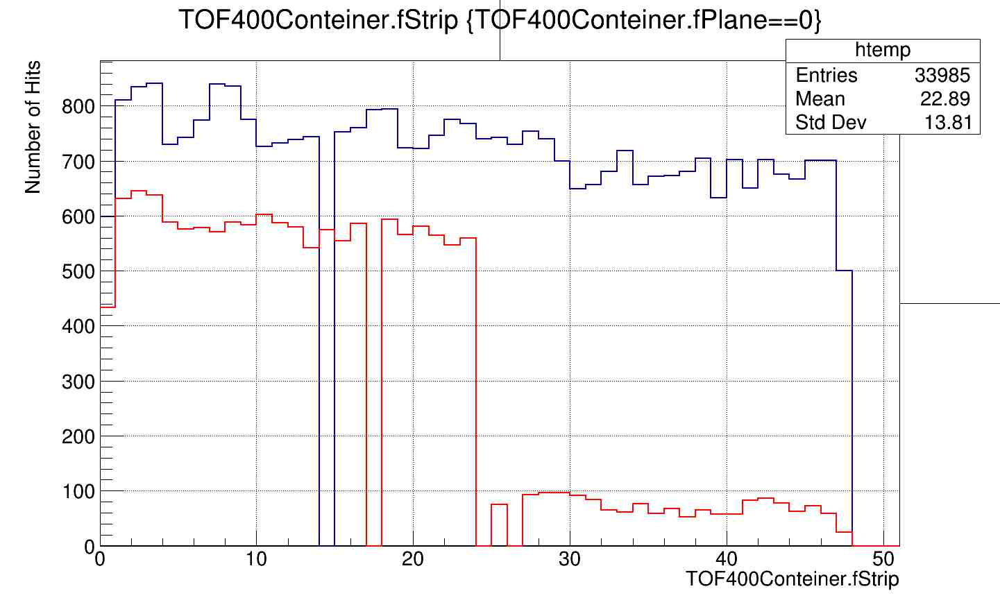 TOF400Conteiner.fStrip {TOF400Conteiner.fPlane==0}
htemp
Entries 33985
Mean 22.89
Std Dev 13.81
Number of Hits
800
700
600
500
400
300
200
100
0
0 10 20 30 40 50
TOF400Conteiner.fStrip